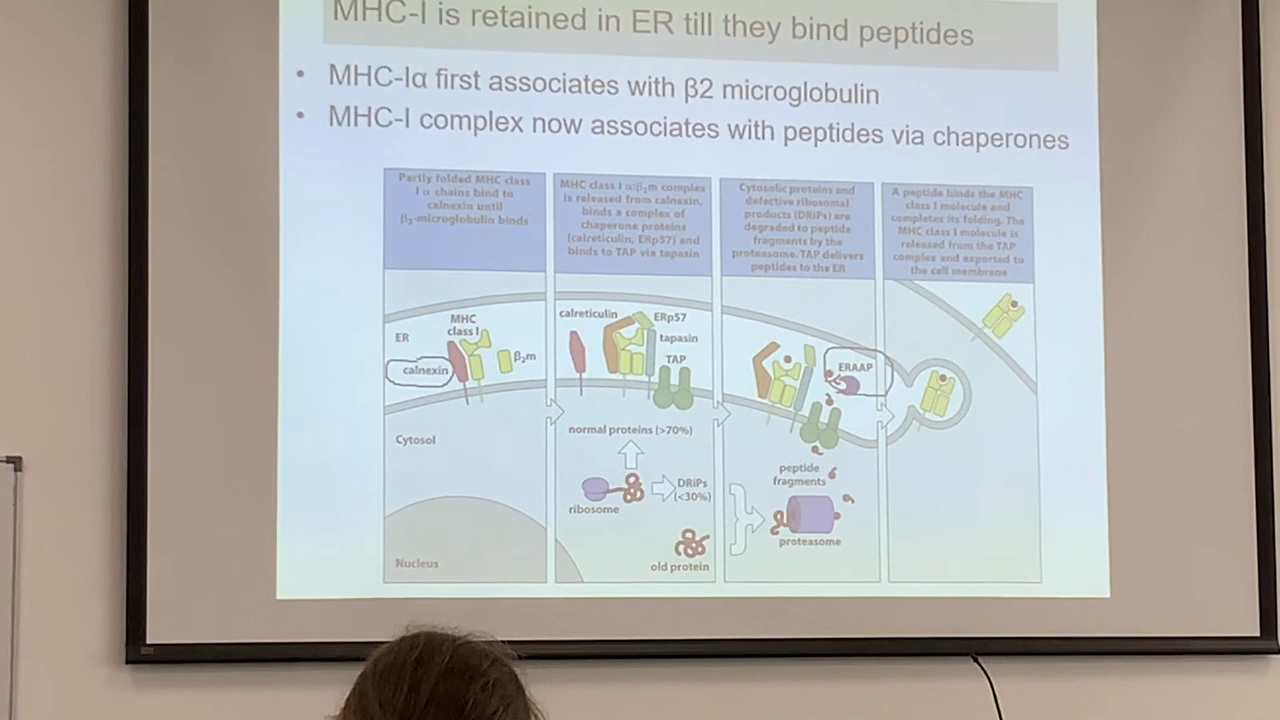 MHC-I is retained in ER till they bind peptides
• MHC-Iα first associates with β2 microglobulin
• MHC-I complex now associates with peptides via chaperones
Partly folded MHC class
I α chains bind to
calnexin until
β₂-microglobulin binds
MHC class I α:β₂m complex
is released from calnexin,
binds a complex of
chaperone proteins
(calreticulin, ERp57) and
binds to TAP via tapasin
Cytosolic proteins and
defective ribosomal
products (DRiPs) are
degraded to peptide
fragments by the
proteasome. TAP delivers
peptides to the ER
A peptide binds the MHC
class I molecule and
completes its folding. The
MHC class I molecule is
released from the TAP
complex and exported to
the cell membrane
ER
MHC
class I
calnexin
β₂m
Cytosol
Nucleus
calreticulin
ERp57
tapasin
TAP
normal proteins (>70%)
ribosome
DRiPs
(<30%)
old protein
ERAAP
peptide
fragments
proteasome